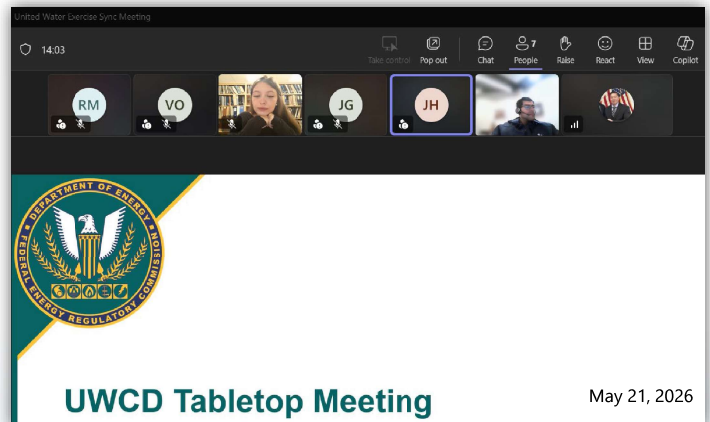 United Water Exercise Sync Meeting
14:03
Take control
Pop out
Chat
7
People
Raise
React
View
Copilot
RM
VO
JG
JH
DEPARTMENT OF ENERGY
FEDERAL ENERGY REGULATORY COMMISSION
UWCD Tabletop Meeting
May 21, 2026